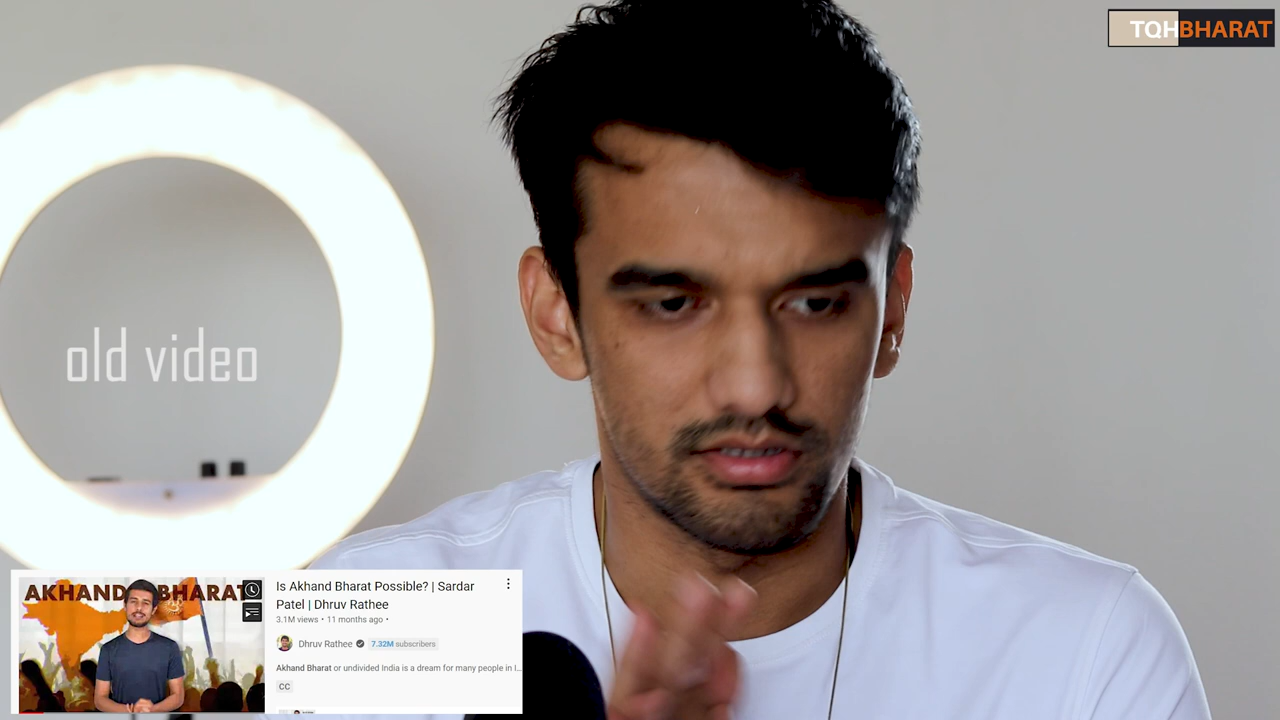 TQHBHARAT
old video
AKHAND BHARAT
Is Akhand Bharat Possible? | Sardar
Patel | Dhruv Rathee
3.1M views • 11 months ago •
Dhruv Rathee
7.32M subscribers
Akhand Bharat or undivided India is a dream for many people in I...
CC